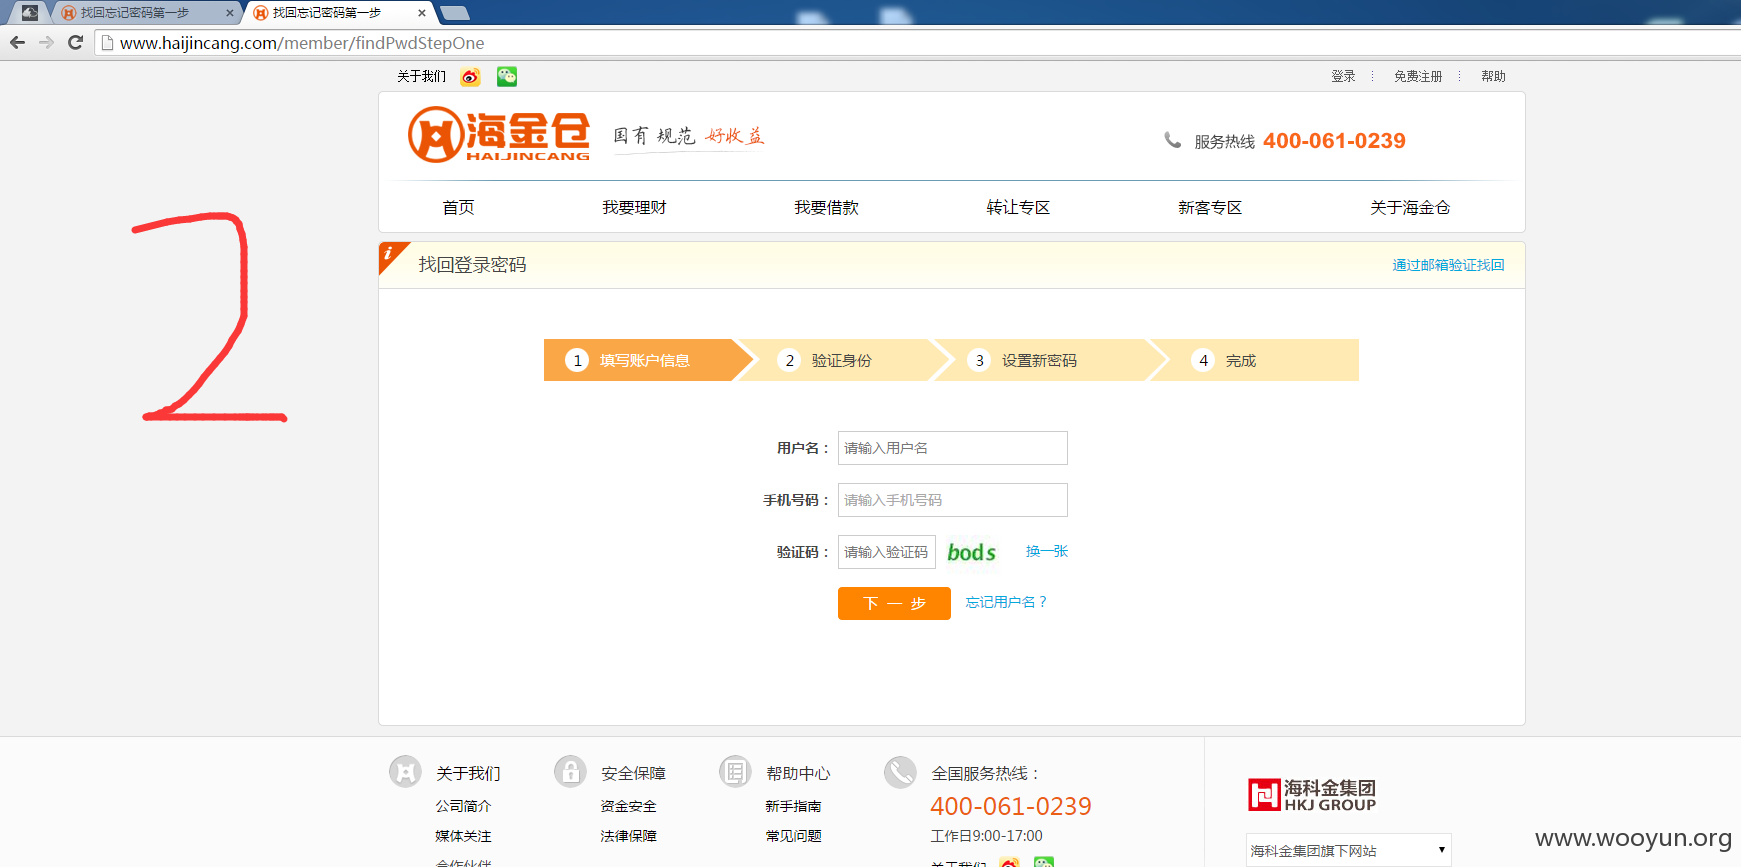 找回忘记密码第一步
找回忘记密码第一步
www.haijincang.com/member/findPwdStepOne
关于我们
登录 免费注册 帮助
海金仓
HAIJINCANG
国有 规范 好收益
服务热线 400-061-0239
首页 我要理财 我要借款 转让专区 新客专区 关于海金仓
i 找回登录密码 通过邮箱验证找回
2
1 填写账户信息 2 验证身份 3 设置新密码 4 完成
用户名： 请输入用户名
手机号码： 请输入手机号码
验证码： 请输入验证码 bods 换一张
下一步 忘记用户名？
关于我们 安全保障 帮助中心 全国服务热线：
公司简介 资金安全 新手指南 400-061-0239
媒体关注 法律保障 常见问题 工作日9:00-17:00
合作伙伴 关于我们
海科金集团
HKJ GROUP
海科金集团旗下网站
www.wooyun.org